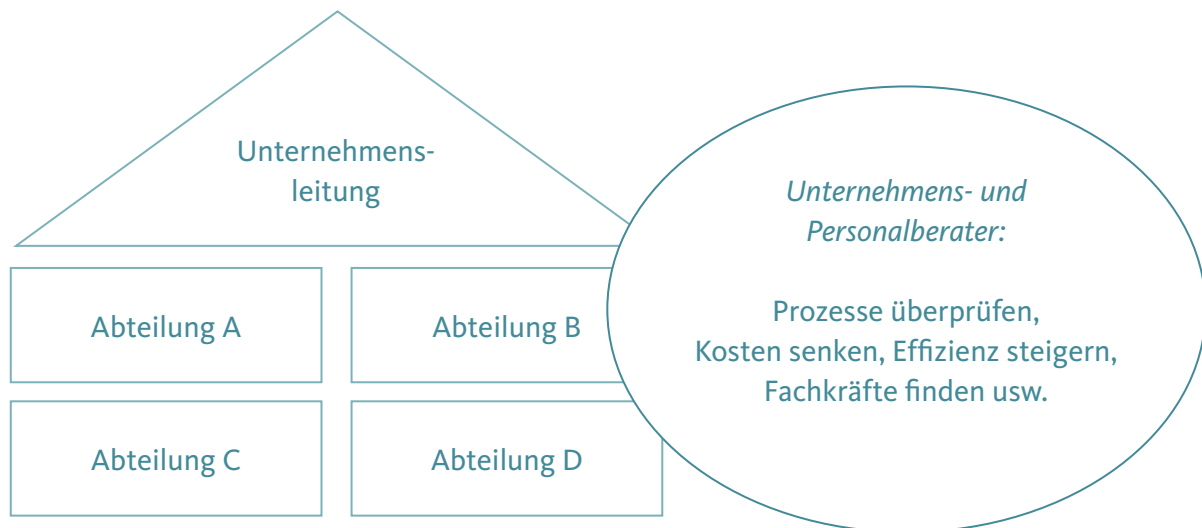 Unternehmens-
leitung
Unternehmens- und
Personalberater:
Prozesse überprüfen,
Kosten senken, Effizienz steigern,
Fachkräfte finden usw.
Abteilung A
Abteilung B
Abteilung C
Abteilung D